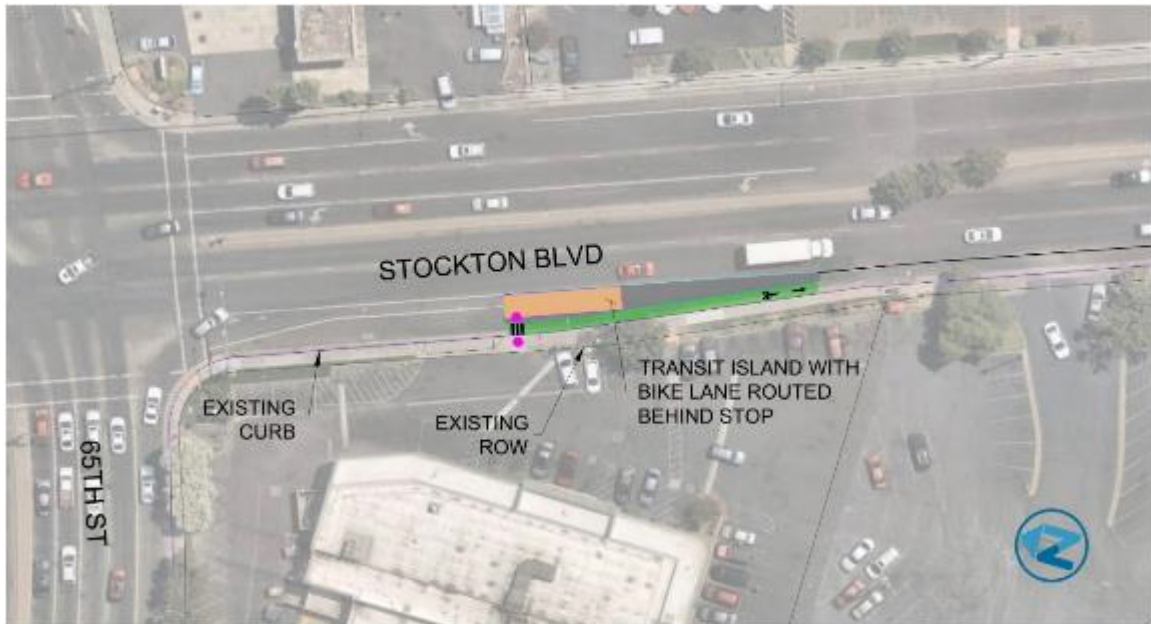 STOCKTON BLVD
TRANSIT ISLAND WITH
BIKE LANE ROUTED
BEHIND STOP
EXISTING
CURB
EXISTING
ROW
65TH ST